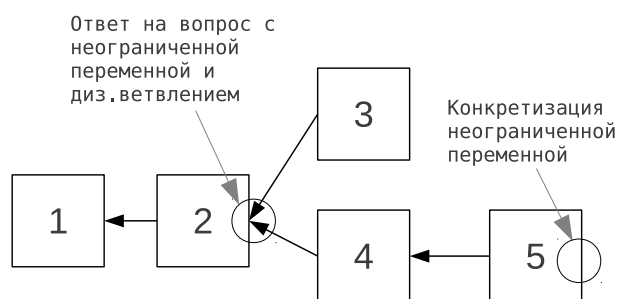 Ответ на вопрос с
неограниченной
переменной и
диз.ветвлением
3
Конкретизация
неограниченной
переменной
1
2
4
5